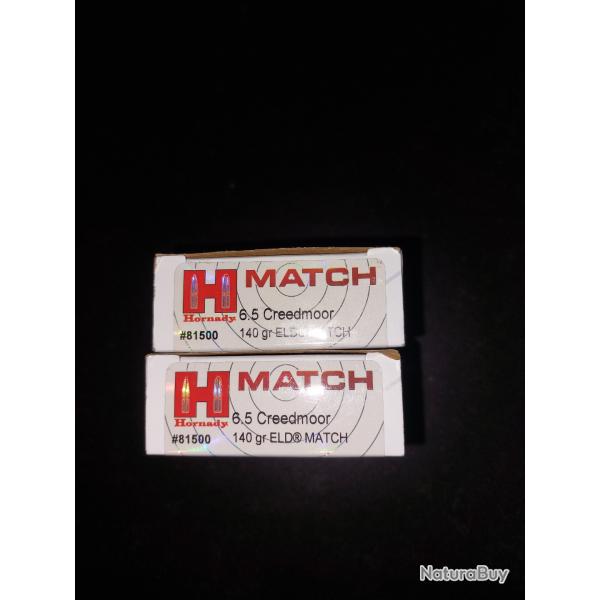 MATCH
Hornady
6.5 Creedmoor
#81500
140 gr ELD® MATCH
MATCH
Hornady
6.5 Creedmoor
#81500
140 gr ELD® MATCH
NaturaBuy